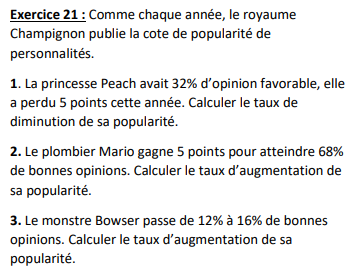 Exercice 21 : Comme chaque année, le royaume
Champignon publie la cote de popularité de
personnalités.
1. La princesse Peach avait 32% d’opinion favorable, elle
a perdu 5 points cette année. Calculer le taux de
diminution de sa popularité.
2. Le plombier Mario gagne 5 points pour atteindre 68%
de bonnes opinions. Calculer le taux d’augmentation de
sa popularité.
3. Le monstre Bowser passe de 12% à 16% de bonnes
opinions. Calculer le taux d’augmentation de sa
popularité.